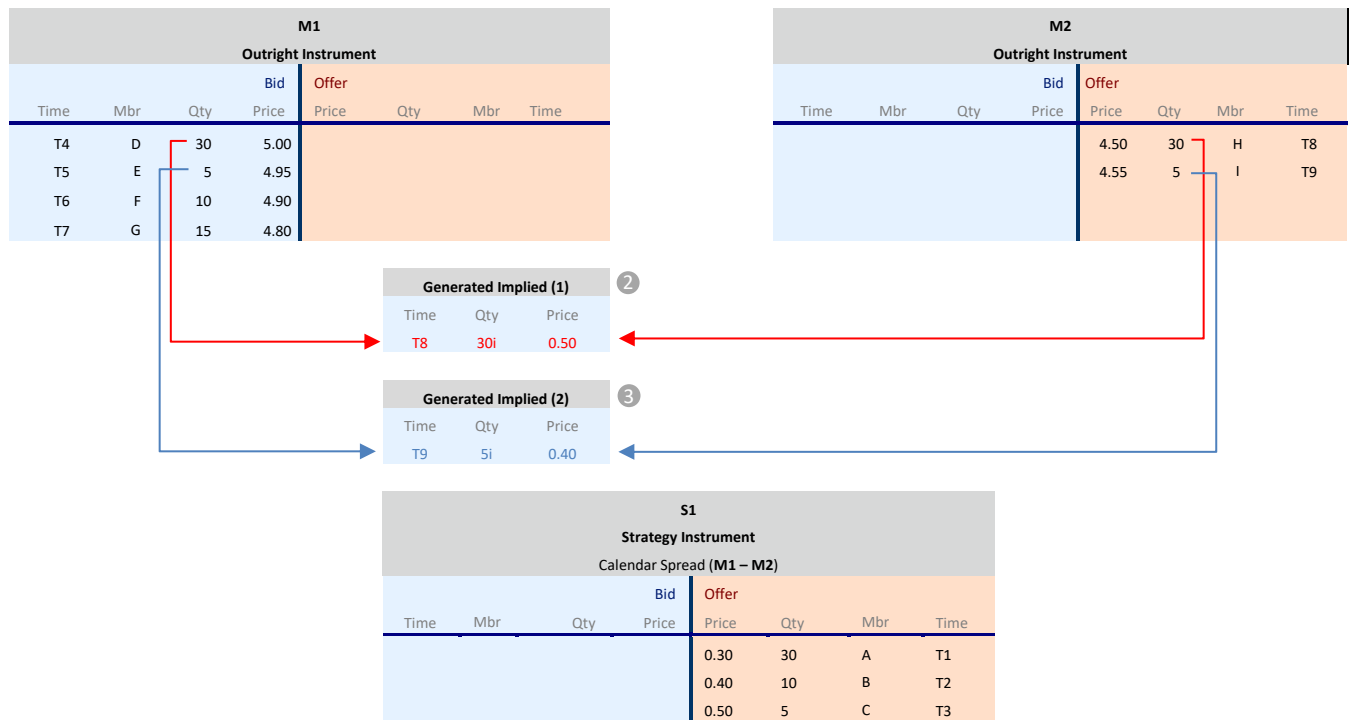 M1
Outright Instrument
Bid Offer
Time Mbr Qty Price Price Qty Mbr Time
T4 D 30 5.00
T5 E 5 4.95
T6 F 10 4.90
T7 G 15 4.80
M2
Outright Instrument
Bid Offer
Time Mbr Qty Price Price Qty Mbr Time
4.50 30 H T8
4.55 5 I T9
Generated Implied (1) 2
Time Qty Price
T8 30i 0.50
Generated Implied (2) 3
Time Qty Price
T9 5i 0.40
S1
Strategy Instrument
Calendar Spread (M1 – M2)
Bid Offer
Time Mbr Qty Price Price Qty Mbr Time
0.30 30 A T1
0.40 10 B T2
0.50 5 C T3